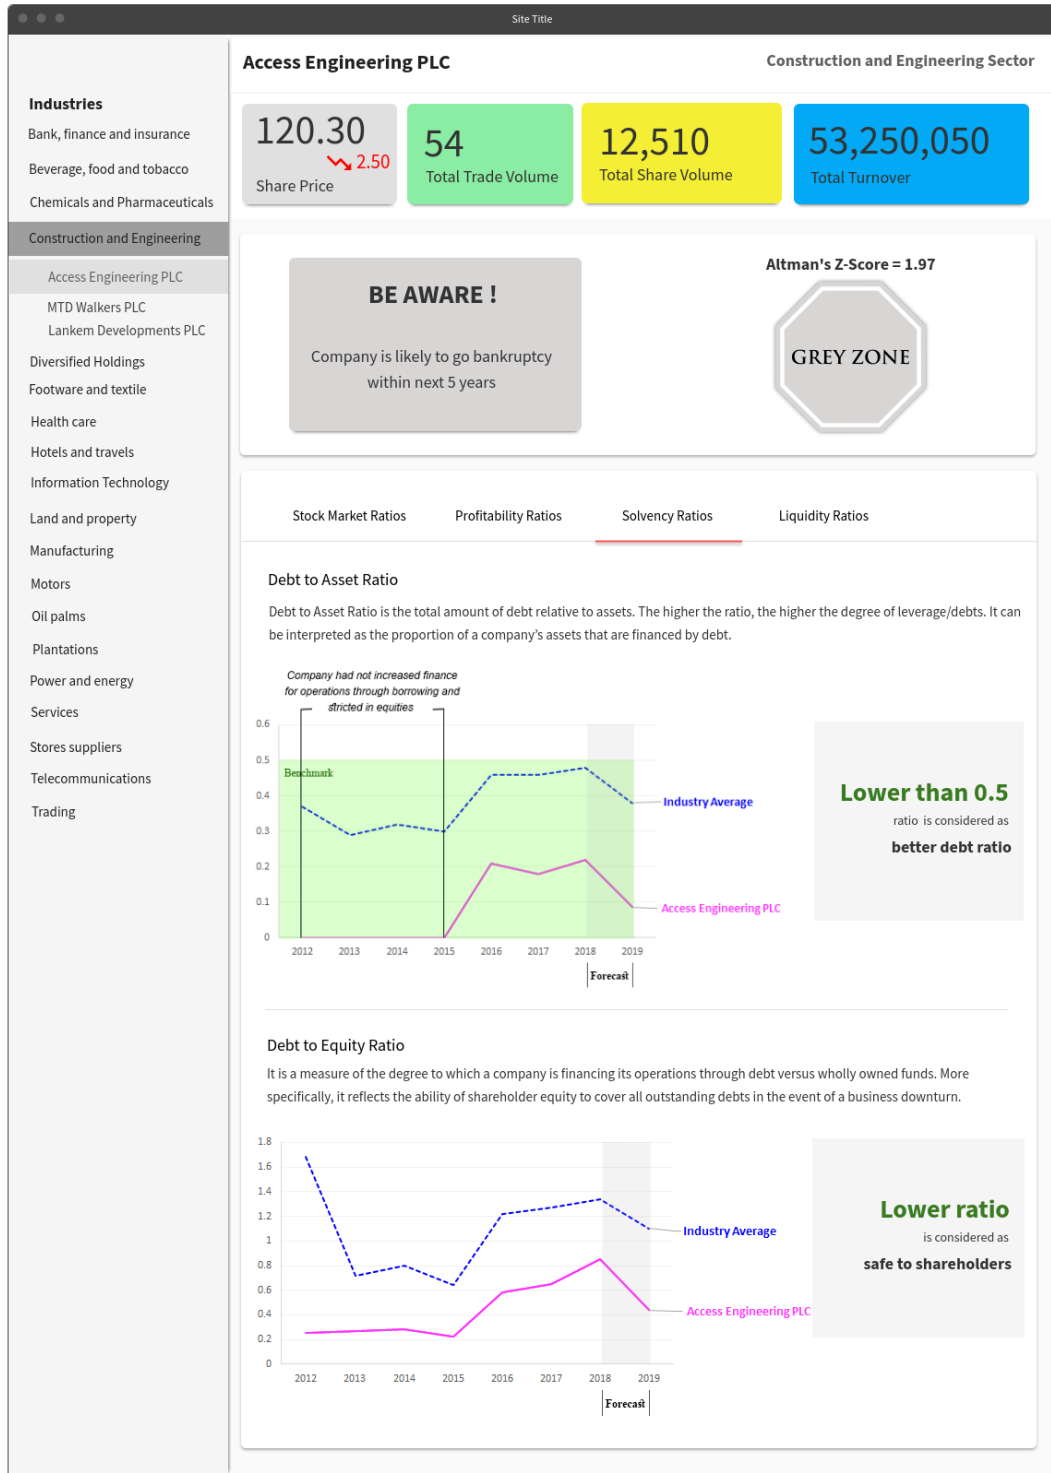 Site Title
Industries
Bank, finance and insurance
Beverage, food and tobacco
Chemicals and Pharmaceuticals
Construction and Engineering
Access Engineering PLC
MTD Walkers PLC
Lankem Developments PLC
Diversified Holdings
Footware and textile
Health care
Hotels and travels
Information Technology
Land and property
Manufacturing
Motors
Oil palms
Plantations
Power and energy
Services
Stores suppliers
Telecommunications
Trading
Access Engineering PLC
Construction and Engineering Sector
120.30
2.50
Share Price
54
Total Trade Volume
12,510
Total Share Volume
53,250,050
Total Turnover
BE AWARE !
Company is likely to go bankruptcy
within next 5 years
Altman's Z-Score = 1.97
GREY ZONE
Stock Market Ratios
Profitability Ratios
Solvency Ratios
Liquidity Ratios
Debt to Asset Ratio
Debt to Asset Ratio is the total amount of debt relative to assets. The higher the ratio, the higher the degree of leverage/debts. It can
be interpreted as the proportion of a company's assets that are financed by debt.
Company had not increased finance
for operations through borrowing and
stricted in equities
0.6
0.5
0.4
0.3
0.2
0.1
0
Benchmark
Industry Average
Access Engineering PLC
2012 2013 2014 2015 2016 2017 2018 2019
Forecast
Lower than 0.5
ratio is considered as
better debt ratio
Debt to Equity Ratio
It is a measure of the degree to which a company is financing its operations through debt versus wholly owned funds. More
specifically, it reflects the ability of shareholder equity to cover all outstanding debts in the event of a business downturn.
1.8
1.6
1.4
1.2
1
0.8
0.6
0.4
0.2
0
Industry Average
Access Engineering PLC
2012 2013 2014 2015 2016 2017 2018 2019
Forecast
Lower ratio
is considered as
safe to shareholders